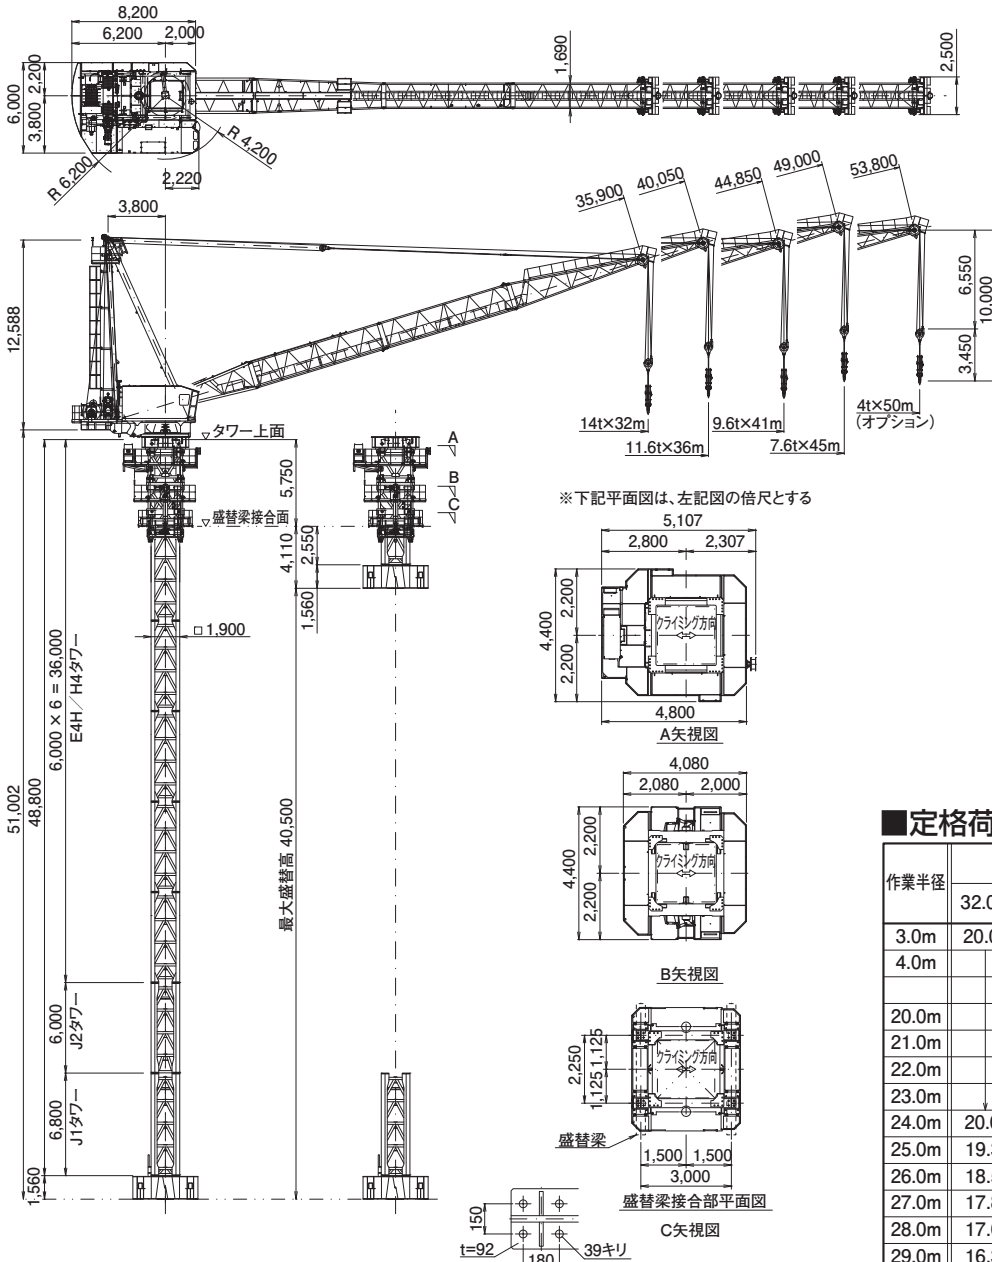 8,200
6,200
2,000
6,000
2,200
3,800
R 6,200
R 4,200
2,220
1,690
2,500
3,800
35,900
40,050
44,850
49,000
53,800
12,588
6,550
10,000
3,450
14t×32m
11.6t×36m
9.6t×41m
7.6t×45m
4t×50m
(オプション)
▽タワー上面
A
B
C
5,750
▽盛替梁接合面
4,110
2,550
1,560
□1,900
6,000 × 6 = 36,000
E4H/H4タワー
51,002
48,800
最大盛替高 40,500
6,000
J2タワー
6,800
J1タワー
1,560
※下記平面図は、左記図の倍尺とする
5,107
2,800
2,307
4,400
2,200
2,200
クライミング方向
4,800
A矢視図
4,080
2,080
2,000
4,400
2,200
2,200
クライミング方向
B矢視図
2,250
1,125
1,125
クライミング方向
盛替梁
1,500
1,500
3,000
盛替梁接合部平面図
C矢視図
150
t=92
180
39キリ
■定格荷
作業半径
32.0
3.0m 20.0
4.0m
20.0m
21.0m
22.0m
23.0m
24.0m 20.0
25.0m 19.
26.0m 18.
27.0m 17.
28.0m 17.
29.0m 16.